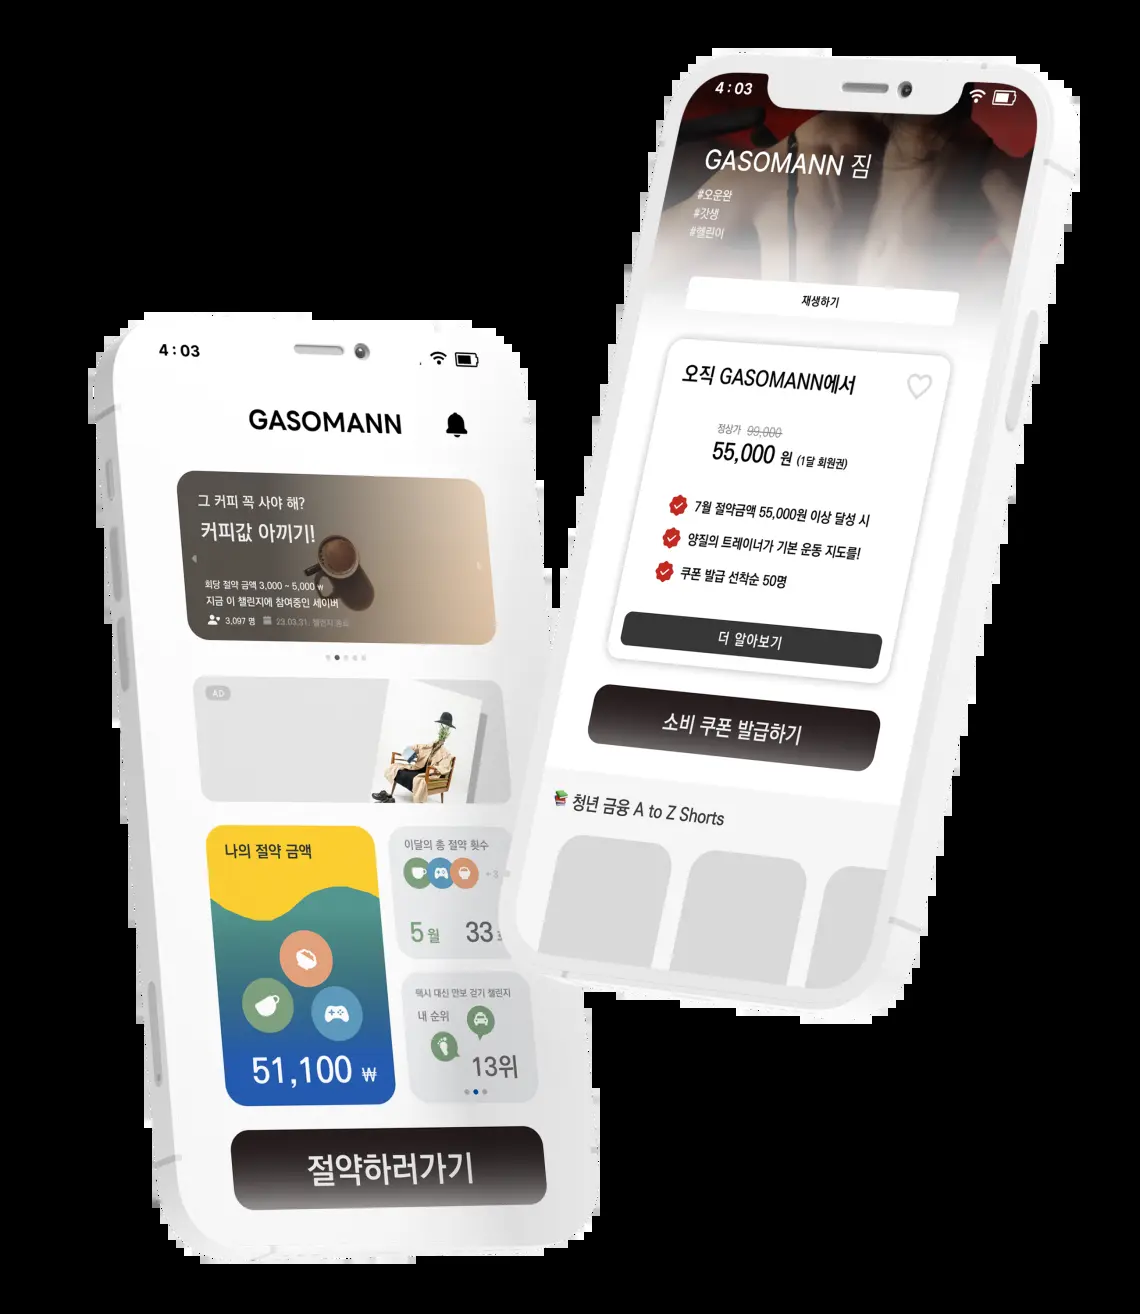 4:03
GASOMANN
그 커피 꼭 사야 해?
커피값 아끼기!
회당 절약 금액 3,000 ~ 5,000 ₩
지금 이 챌린지에 참여중인 세이버
3,097 명 23.03.31. 챌린지 종료
AD
나의 절약 금액
51,100 ₩
이달의 총 절약 횟수
+3
5월 33
택시 대신 만보 걷기 챌린지
내 순위
13위
절약하러가기
4:03
GASOMANN 짐
#오운완
#갓생
#헬린이
재생하기
오직 GASOMANN에서
정상가 99,000
55,000 원 (1달 회원권)
7월 절약금액 55,000원 이상 달성 시
양질의 트레이너가 기본 운동 지도를!
쿠폰 발급 선착순 50명
더 알아보기
소비 쿠폰 발급하기
청년 금융 A to Z Shorts